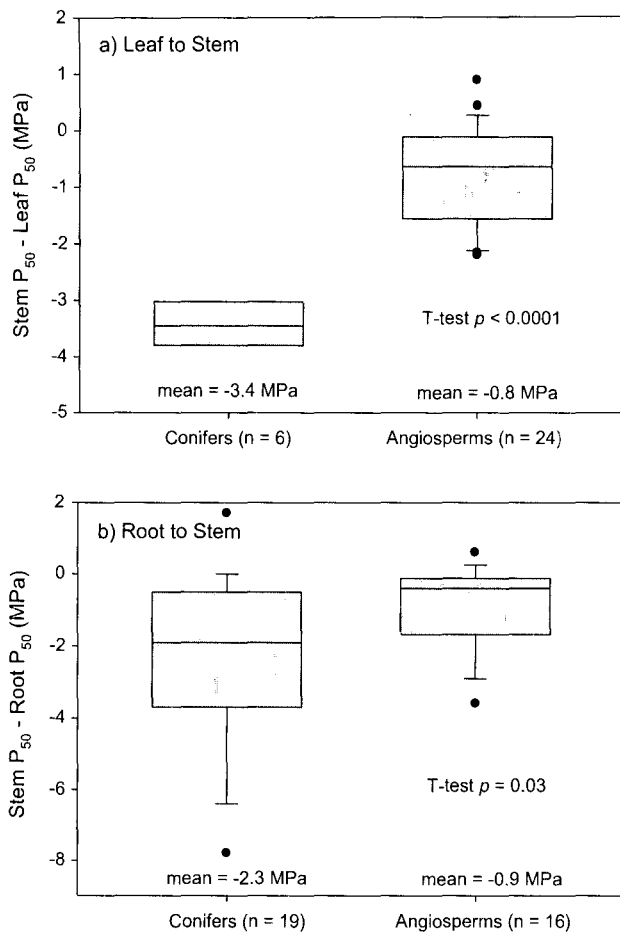 a) Leaf to Stem
Stem P50 - Leaf P50 (MPa)
2
1
0
-1
-2
-3
-4
-5
T-test p < 0.0001
mean = -3.4 MPa
mean = -0.8 MPa
Conifers (n = 6)
Angiosperms (n = 24)
b) Root to Stem
Stem P50 - Root P50 (MPa)
2
0
-2
-4
-6
-8
T-test p = 0.03
mean = -2.3 MPa
mean = -0.9 MPa
Conifers (n = 19)
Angiosperms (n = 16)